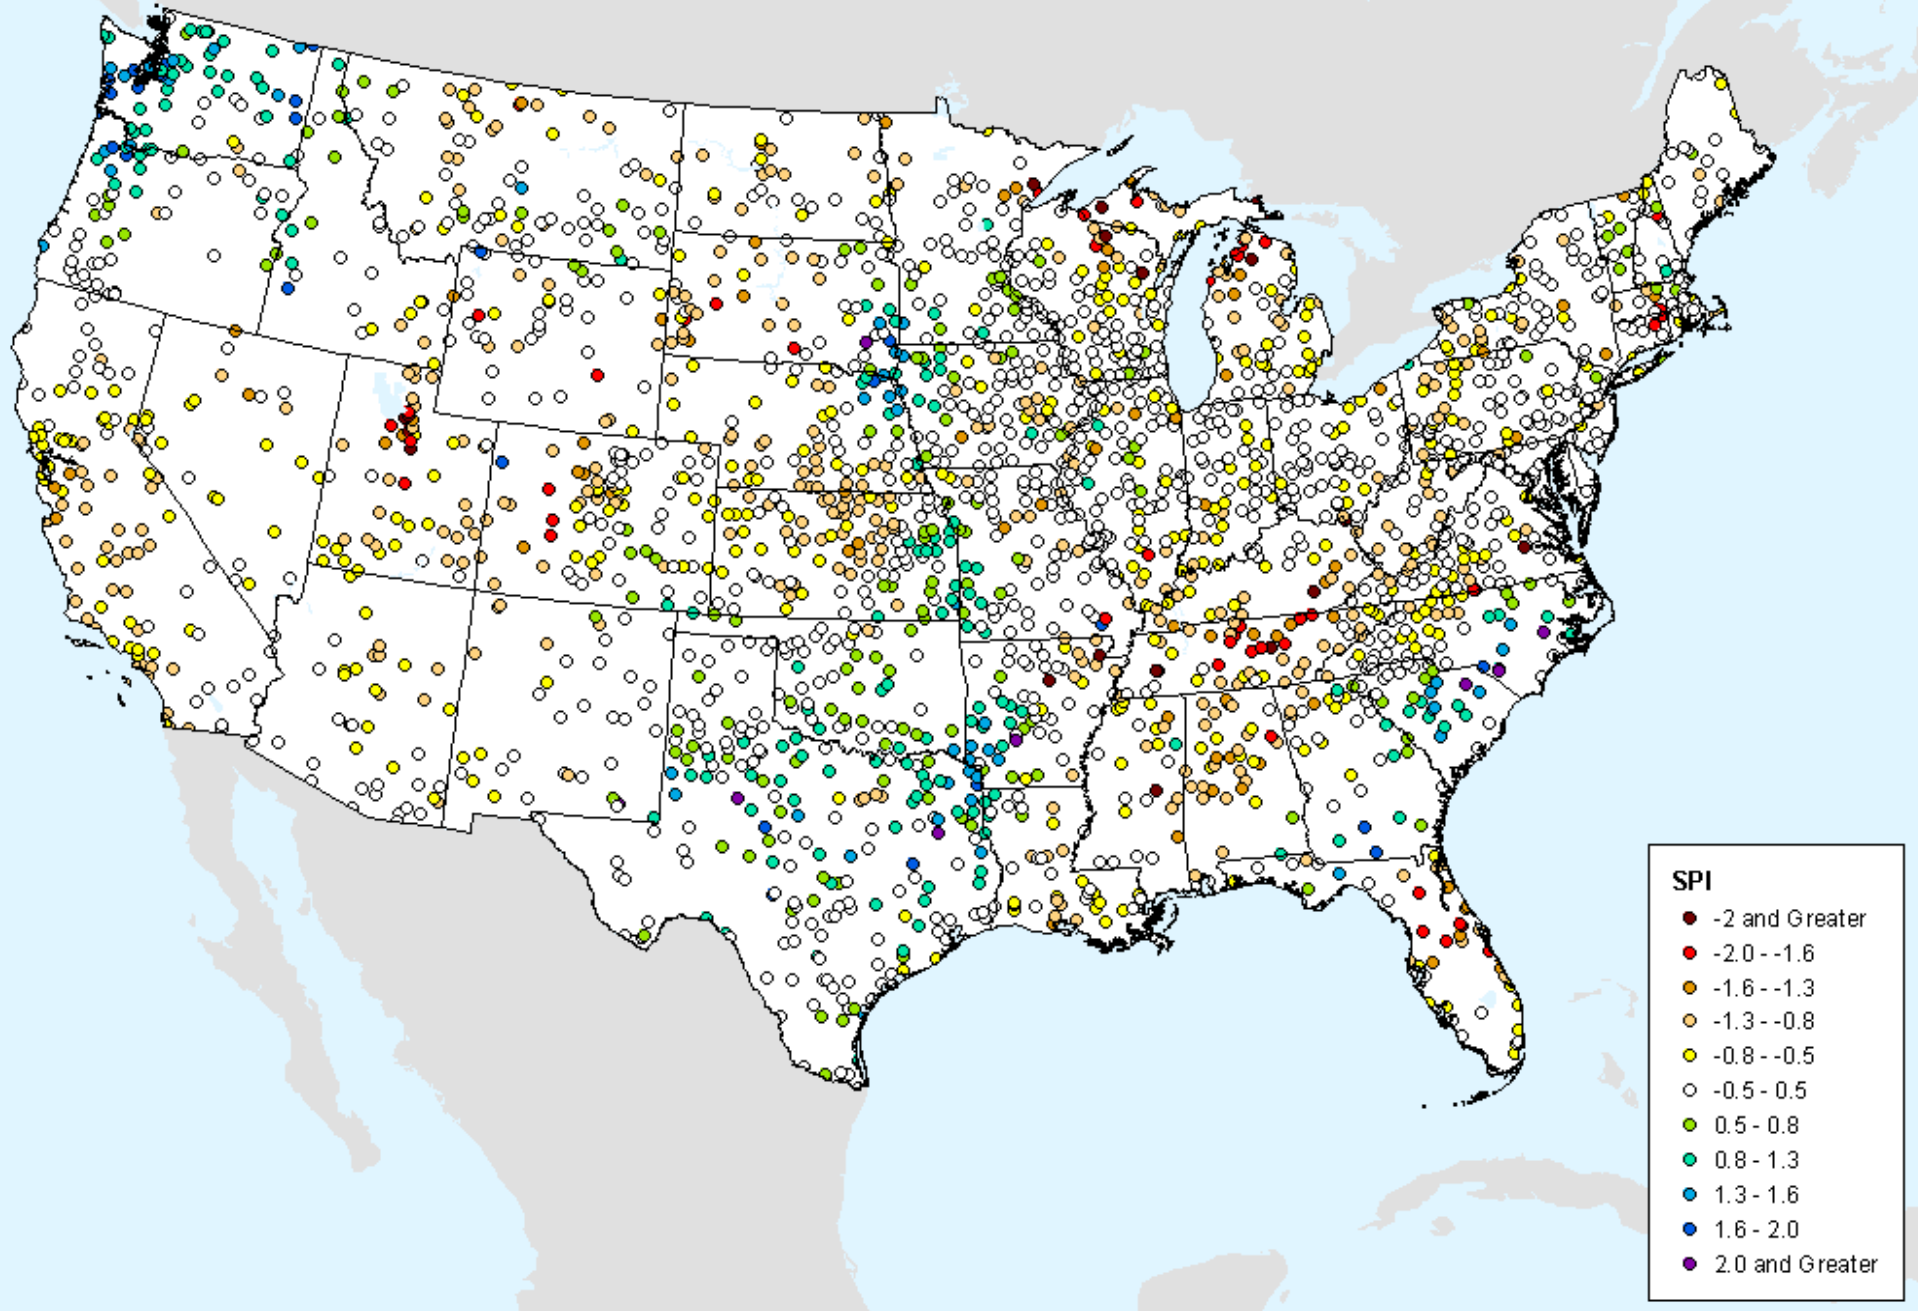 SPI
-2 and Greater
-2.0 - -1.6
-1.6 - -1.3
-1.3 - -0.8
-0.8 - -0.5
-0.5 - 0.5
0.5 - 0.8
0.8 - 1.3
1.3 - 1.6
1.6 - 2.0
2.0 and Greater